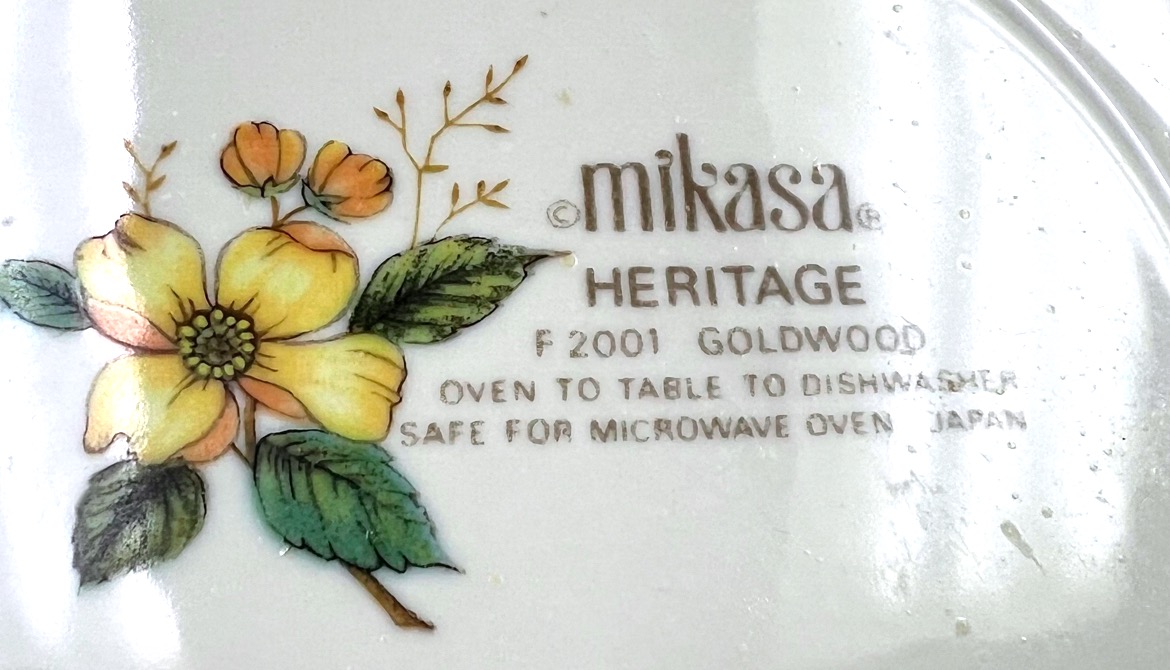 ©mikasa®
HERITAGE
F 2001 GOLDWOOD
OVEN TO TABLE TO DISHWASHER
SAFE FOR MICROWAVE OVEN JAPAN